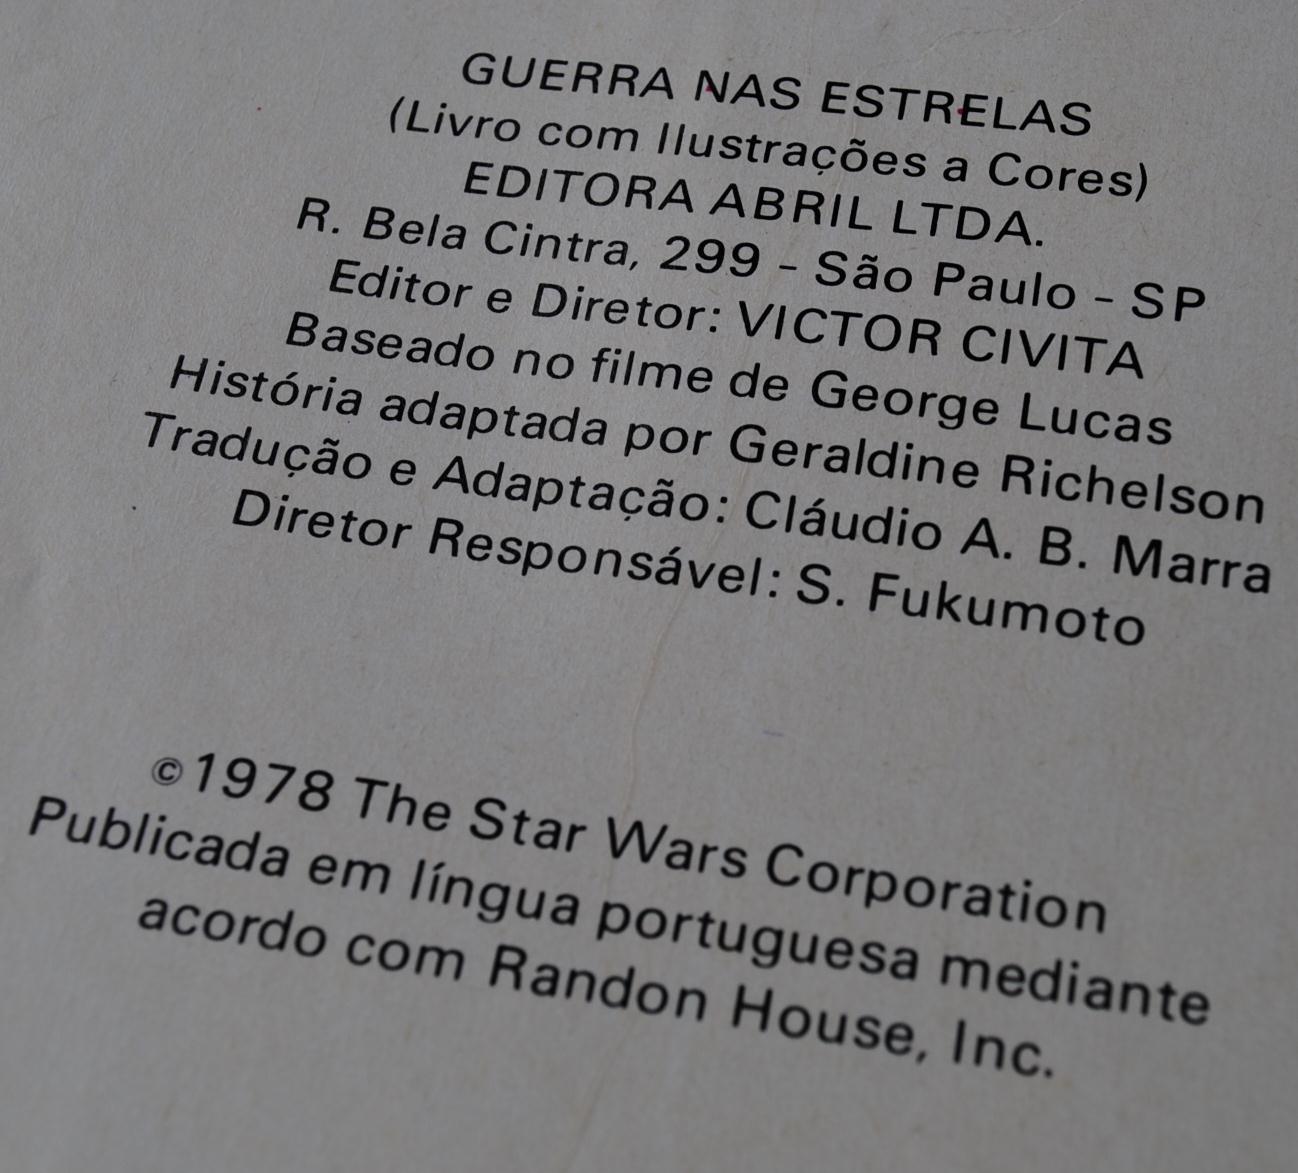 GUERRA NAS ESTRELAS
(Livro com Ilustrações a Cores)
EDITORA ABRIL LTDA.
R. Bela Cintra, 299 - São Paulo - SP
Editor e Diretor: VICTOR CIVITA
Baseado no filme de George Lucas
História adaptada por Geraldine Richelson
Tradução e Adaptação: Cláudio A. B. Marra
Diretor Responsável: S. Fukumoto
©1978 The Star Wars Corporation
Publicada em língua portuguesa mediante
acordo com Randon House, Inc.